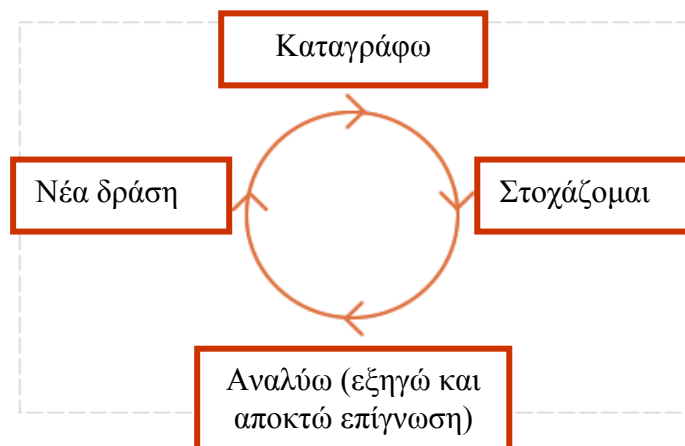 Καταγράφω
Νέα δράση
Στοχάζομαι
Αναλύω (εξηγώ και
αποκτώ επίγνωση)